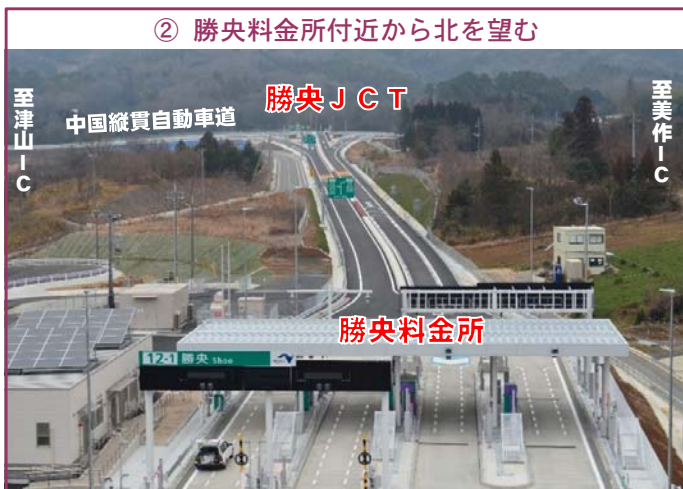 ② 勝央料金所付近から北を望む
至津山IC
中国縦貫自動車道
勝央JCT
至美作IC
勝央料金所
12-1 勝央 Shoo